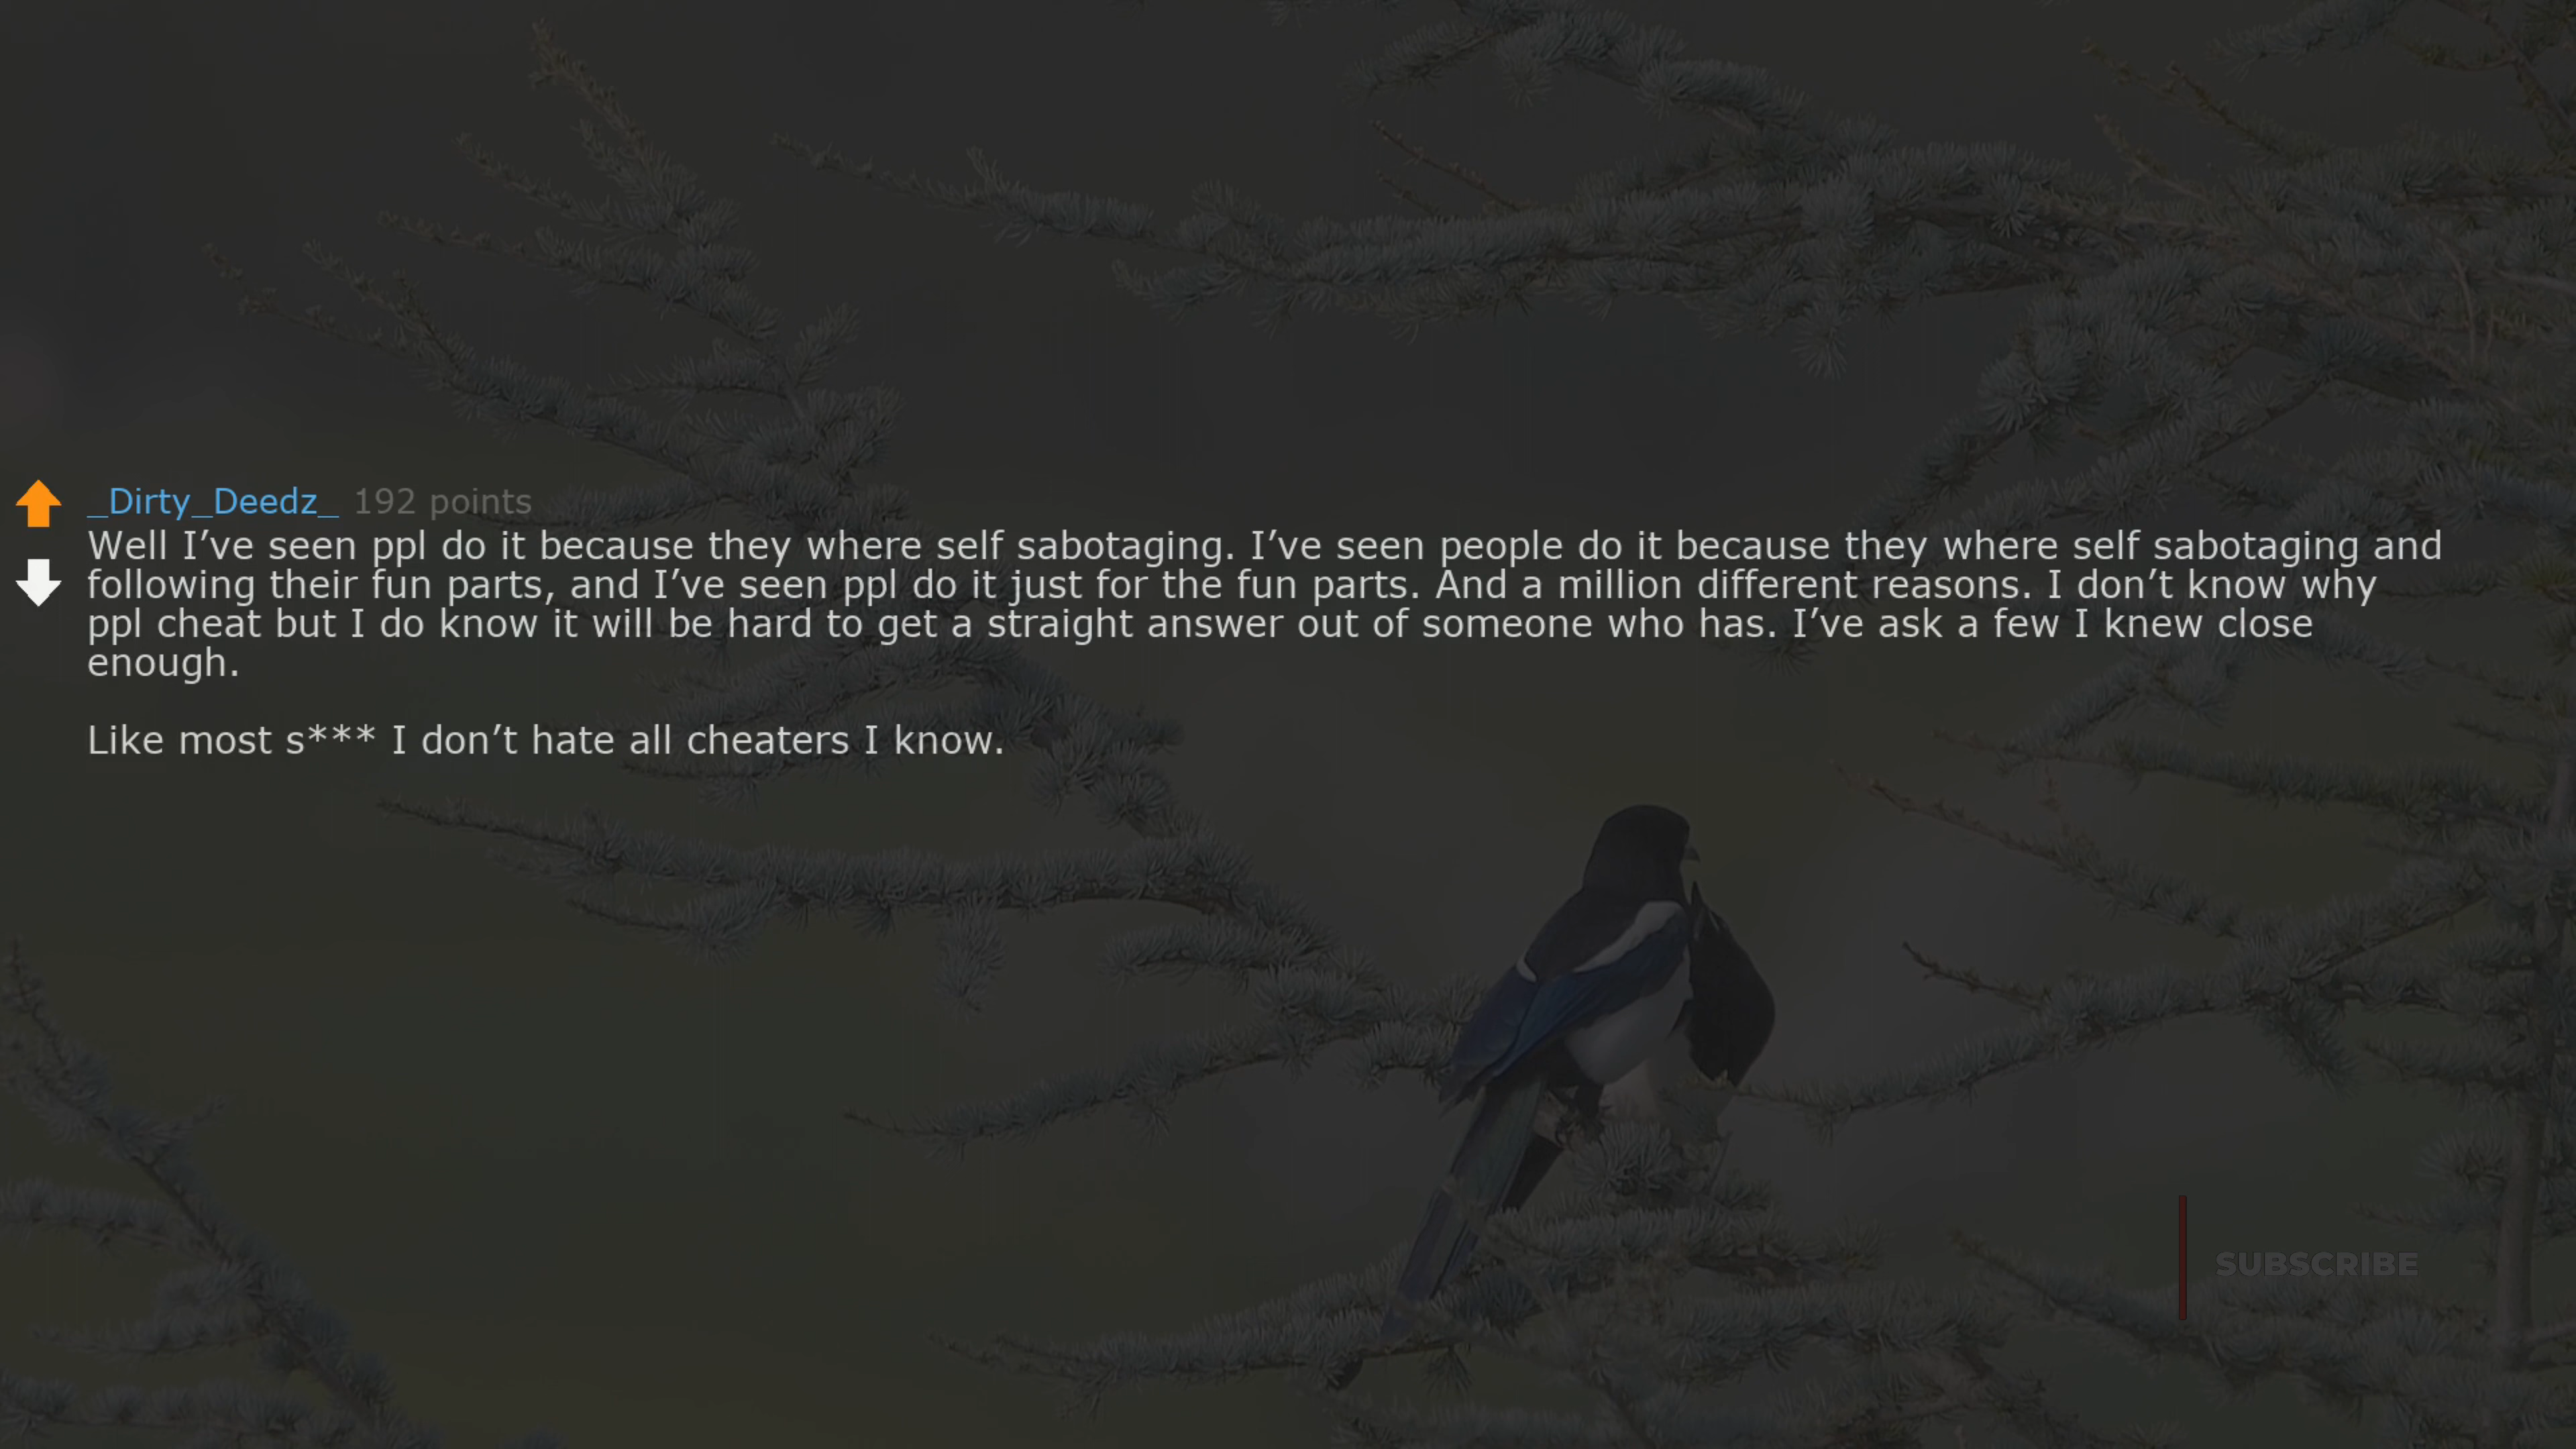 _Dirty_Deedz_ 192 points
Well I’ve seen ppl do it because they where self sabotaging. I’ve seen people do it because they where self sabotaging and
following their fun parts, and I’ve seen ppl do it just for the fun parts. And a million different reasons. I don’t know why
ppl cheat but I do know it will be hard to get a straight answer out of someone who has. I’ve ask a few I knew close
enough.
Like most s*** I don’t hate all cheaters I know.
SUBSCRIBE